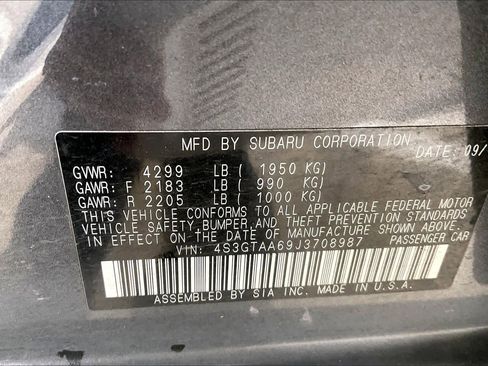 MFD BY SUBARU CORPORATION DATE: 09/
GVWR: 4299 LB ( 1950 KG)
GAWR: F 2183 LB ( 990 KG)
GAWR: R 2205 LB ( 1000 KG)
THIS VEHICLE CONFORMS TO ALL APPLICABLE FEDERAL MOTOR
VEHICLE SAFETY, BUMPER, AND THEFT PREVENTION STANDARDS
IN EFFECT ON THE DATE OF MANUFACTURE SHOWN ABOVE.
VIN: 4S3GTAA69J3708987 PASSENGER CAR
ASSEMBLED BY SIA INC. MADE IN U.S.A.